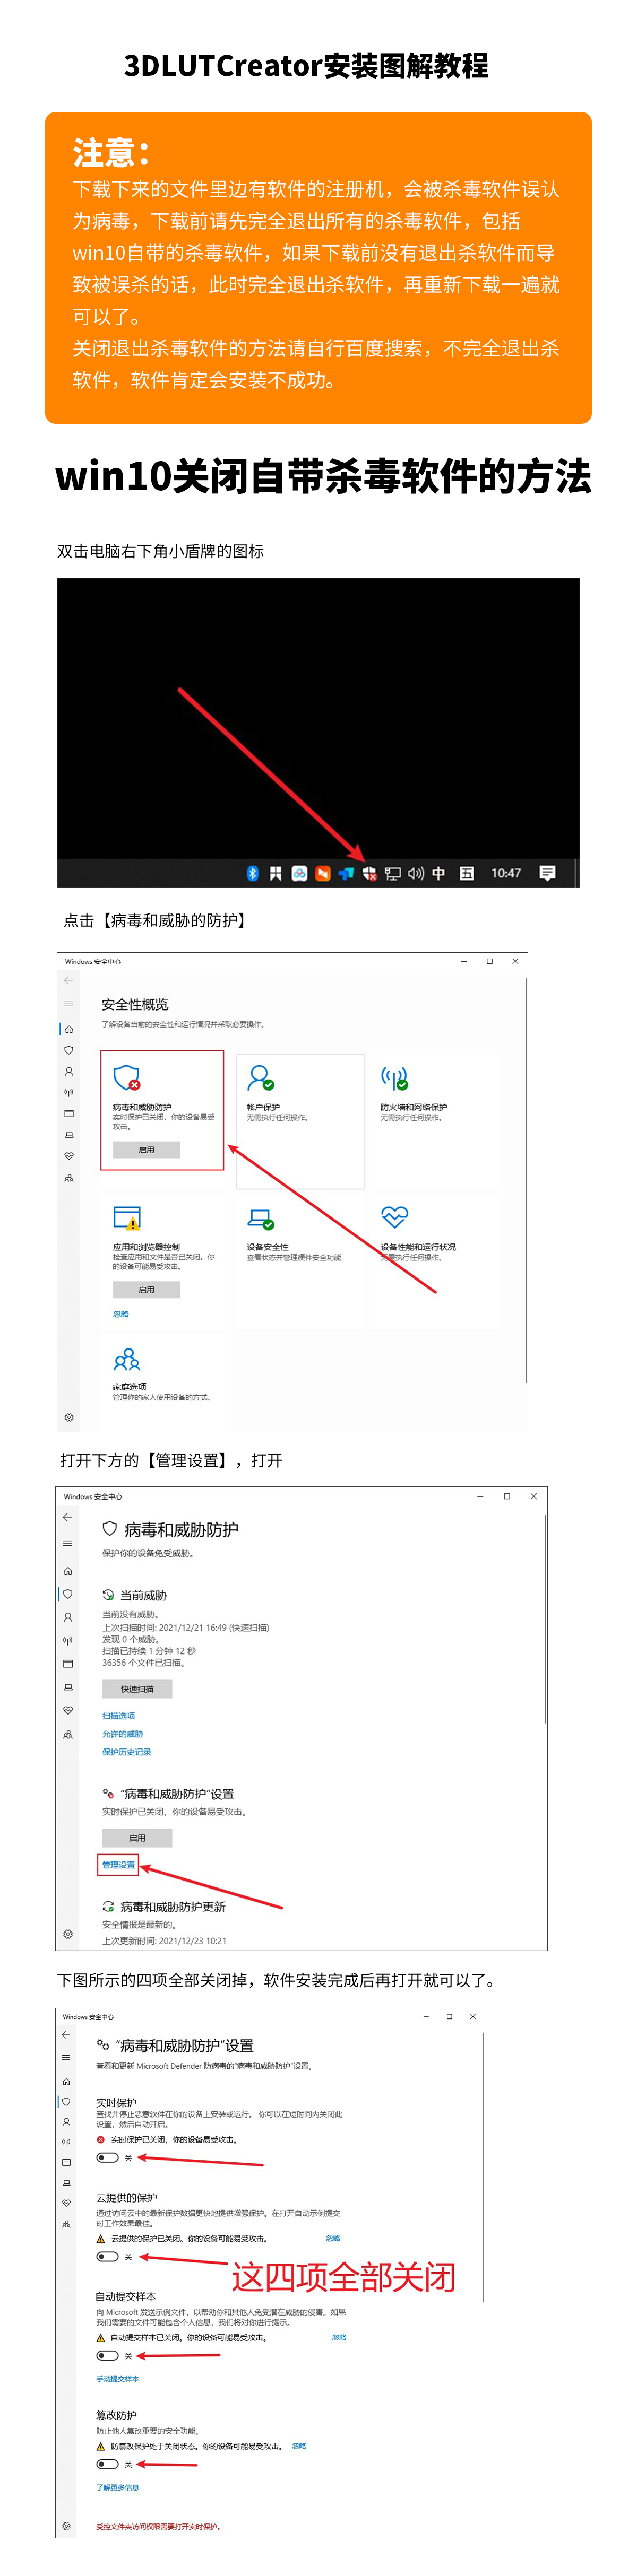 3DLUTCreator安装图解教程
注意：
下载下来的文件里边有软件的注册机，会被杀毒软件误认
为病毒，下载前请先完全退出所有的杀毒软件，包括
win10自带的杀毒软件，如果下载前没有退出杀软件而导
致被误杀的话，此时完全退出杀软件，再重新下载一遍就
可以了。
关闭退出杀毒软件的方法请自行百度搜索，不完全退出杀
软件，软件肯定会安装不成功。
win10关闭自带杀毒软件的方法
双击电脑右下角小盾牌的图标
中
五
10:47
点击【病毒和威胁的防护】
Windows 安全中心
安全性概览
了解设备当前的安全性和运行情况并采取必要操作。
病毒和威胁防护
实时保护已关闭，你的设备易受
攻击。
启用
帐户保护
无需执行任何操作。
防火墙和网络保护
无需执行任何操作。
应用和浏览器控制
检查应用和文件是否已关闭。你
的设备可能易受攻击。
启用
忽略
设备安全性
查看状态并管理硬件安全功能
设备性能和运行状况
无需执行任何操作。
家庭选项
管理你的家人使用设备的方式。
打开下方的【管理设置】，打开
Windows 安全中心
病毒和威胁防护
保护你的设备免受威胁。
当前威胁
当前没有威胁。
上次扫描时间: 2021/12/21 16:49 (快速扫描)
发现 0 个威胁。
扫描已持续 1 分钟 12 秒
36356 个文件已扫描。
快速扫描
扫描选项
允许的威胁
保护历史记录
“病毒和威胁防护”设置
实时保护已关闭，你的设备易受攻击。
启用
管理设置
病毒和威胁防护更新
安全情报是最新的。
上次更新时间: 2021/12/23 10:21
下图所示的四项全部关闭掉，软件安装完成后再打开就可以了。
Windows 安全中心
“病毒和威胁防护”设置
查看和更新 Microsoft Defender 防病毒的“病毒和威胁防护”设置。
实时保护
查找并停止恶意软件在你的设备上安装或运行。 你可以在短时间内关闭此
设置，然后自动开启。
实时保护已关闭，你的设备易受攻击。
关
云提供的保护
通过访问云中的最新保护数据更快地提供增强保护。在打开自动示例提交
时工作效果最佳。
云提供的保护已关闭。你的设备可能易受攻击。
忽略
关
这四项全部关闭
自动提交样本
向 Microsoft 发送示例文件，以帮助你和其他人免受潜在威胁的侵害。如果
我们需要的文件可能包含个人信息，我们将对你进行提示。
自动提交样本已关闭。你的设备可能易受攻击。
忽略
关
手动提交样本
篡改防护
防止他人篡改重要的安全功能。
防篡改保护处于关闭状态。你的设备可能易受攻击。
忽略
关
了解更多信息
受控文件夹访问权限需要打开实时保护。